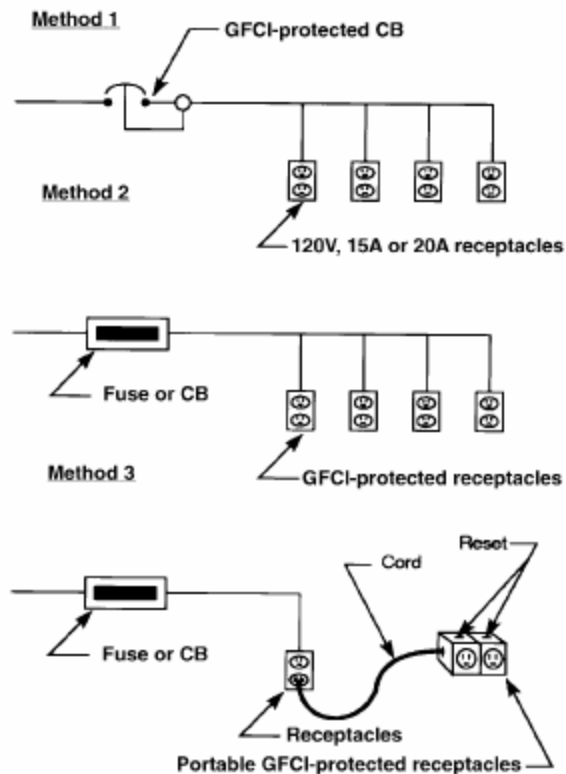 Method 1
GFCI-protected CB
Method 2
120V, 15A or 20A receptacles
Fuse or CB
GFCI-protected receptacles
Method 3
Reset
Cord
Fuse or CB
Receptacles
Portable GFCI-protected receptacles